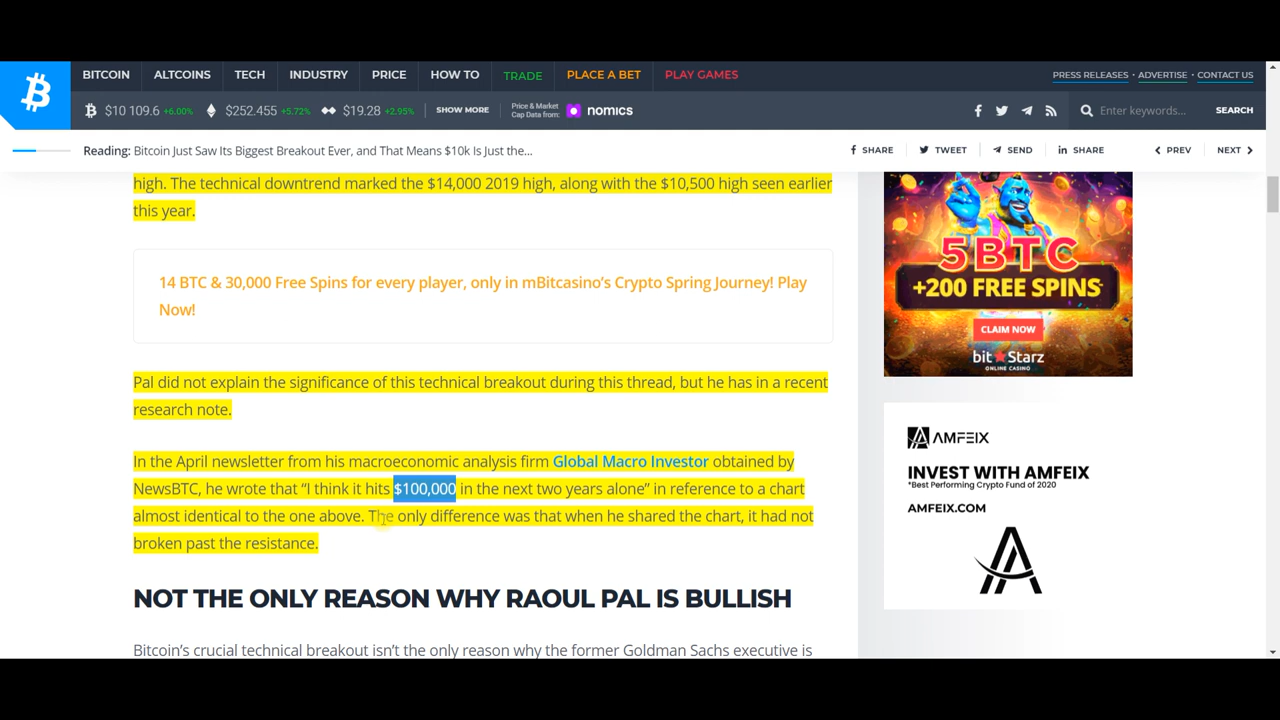 BITCOIN ALTCOINS TECH INDUSTRY PRICE HOW TO TRADE PLACE A BET PLAY GAMES PRESS RELEASES • ADVERTISE • CONTACT US
$10 109.6 +6.00% $252.455 +5.72% $19.28 +2.95% SHOW MORE Price & Market Cap Data from: nomics Enter keywords... SEARCH
Reading: Bitcoin Just Saw Its Biggest Breakout Ever, and That Means $10k Is Just the... SHARE TWEET SEND SHARE PREV NEXT
high. The technical downtrend marked the $14,000 2019 high, along with the $10,500 high seen earlier
this year.
14 BTC & 30,000 Free Spins for every player, only in mBitcasino's Crypto Spring Journey! Play
Now!
Pal did not explain the significance of this technical breakout during this thread, but he has in a recent
research note.
In the April newsletter from his macroeconomic analysis firm Global Macro Investor obtained by
NewsBTC, he wrote that “I think it hits $100,000 in the next two years alone” in reference to a chart
almost identical to the one above. The only difference was that when he shared the chart, it had not
broken past the resistance.
NOT THE ONLY REASON WHY RAOUL PAL IS BULLISH
Bitcoin's crucial technical breakout isn't the only reason why the former Goldman Sachs executive is
5 BTC
+200 FREE SPINS
CLAIM NOW
bitStarz
ONLINE CASINO
AMFEIX
INVEST WITH AMFEIX
*Best Performing Crypto Fund of 2020
AMFEIX.COM